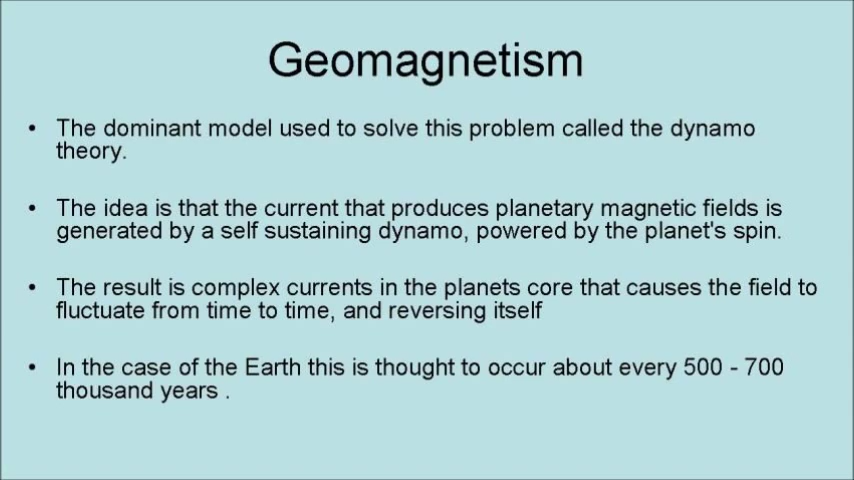 Geomagnetism
• The dominant model used to solve this problem called the dynamo
theory.
• The idea is that the current that produces planetary magnetic fields is
generated by a self sustaining dynamo, powered by the planet's spin.
• The result is complex currents in the planets core that causes the field to
fluctuate from time to time, and reversing itself
• In the case of the Earth this is thought to occur about every 500 - 700
thousand years .